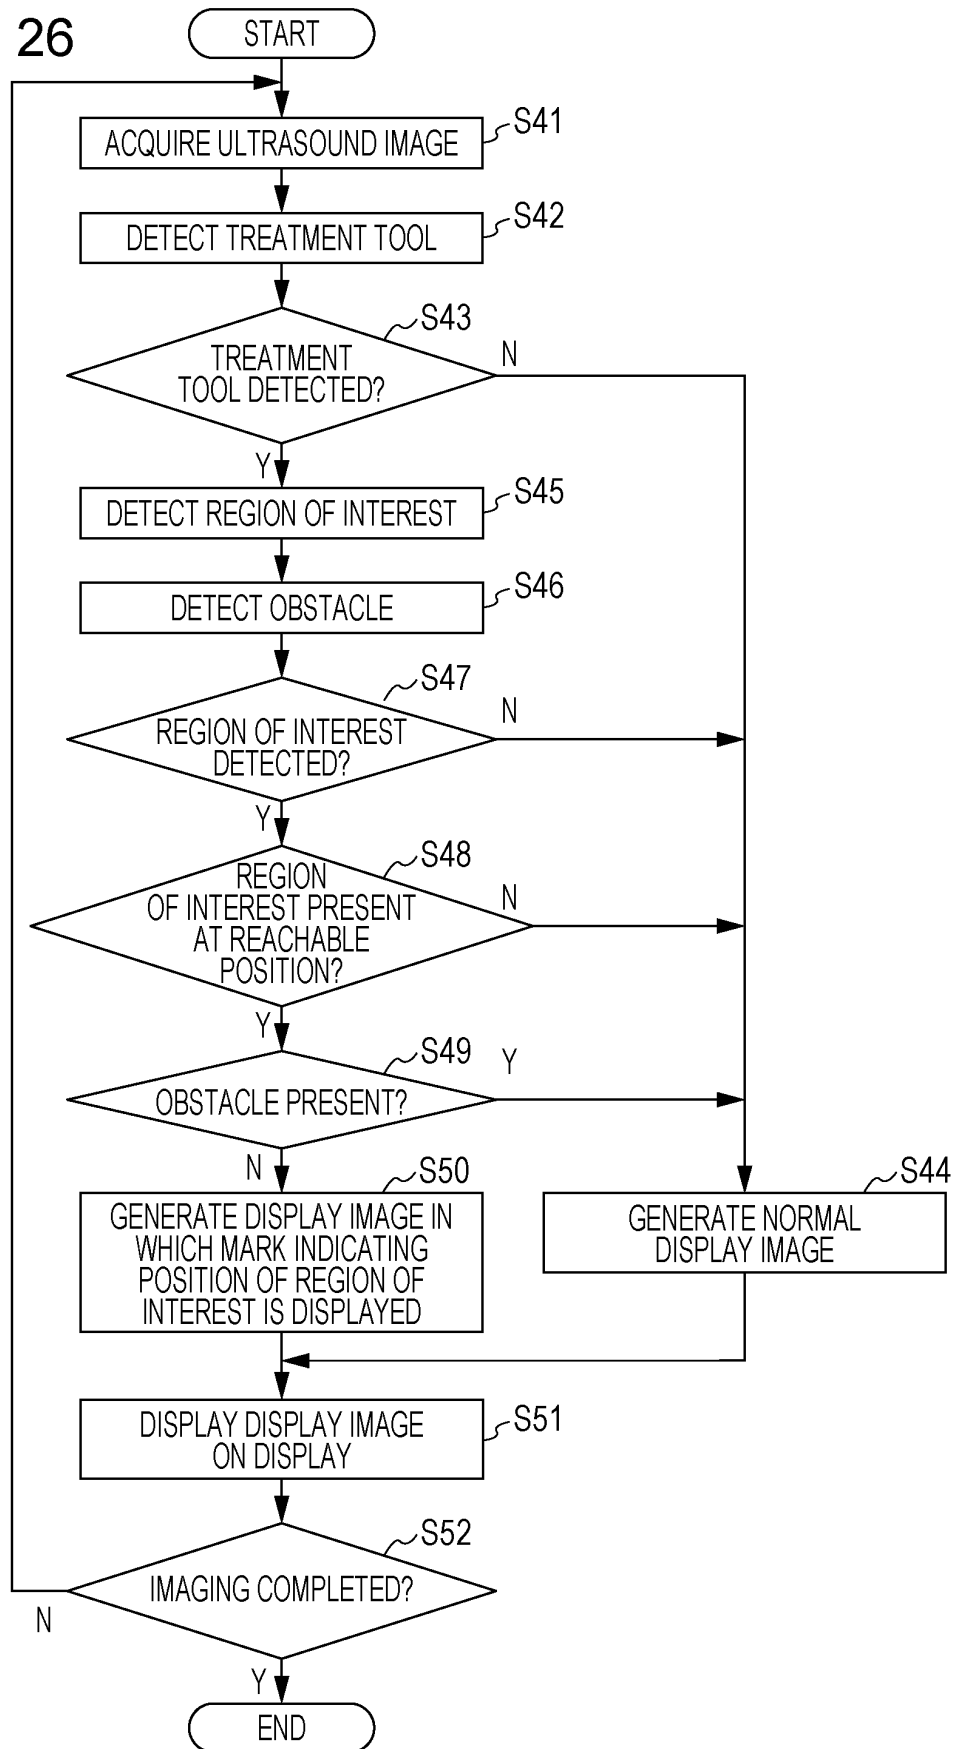 26
START
ACQUIRE ULTRASOUND IMAGE
S41
DETECT TREATMENT TOOL
S42
S43
TREATMENT
TOOL DETECTED?
N
Y
DETECT REGION OF INTEREST
S45
DETECT OBSTACLE
S46
S47
REGION OF INTEREST
DETECTED?
N
Y
S48
REGION
OF INTEREST PRESENT
AT REACHABLE
POSITION?
N
Y
S49
OBSTACLE PRESENT?
Y
N
S50
GENERATE DISPLAY IMAGE IN
WHICH MARK INDICATING
POSITION OF REGION OF
INTEREST IS DISPLAYED
S44
GENERATE NORMAL
DISPLAY IMAGE
DISPLAY DISPLAY IMAGE
ON DISPLAY
S51
S52
IMAGING COMPLETED?
N
Y
END